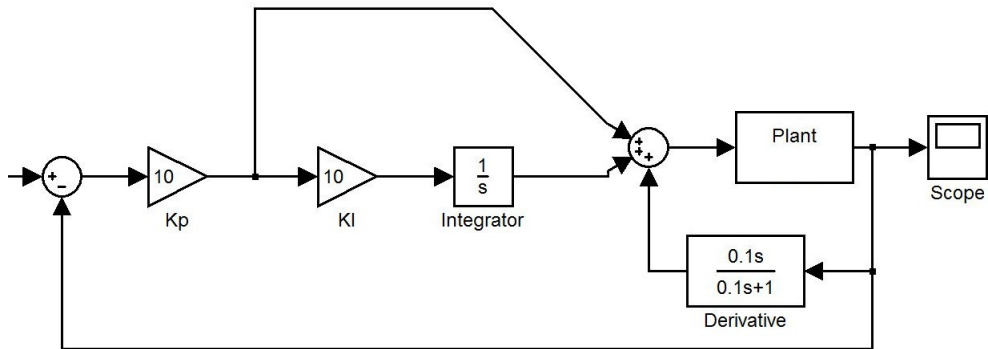 +
−
10
Kp
10
KI
1
s
Integrator
+
+
+
Plant
Scope
0.1s
0.1s+1
Derivative